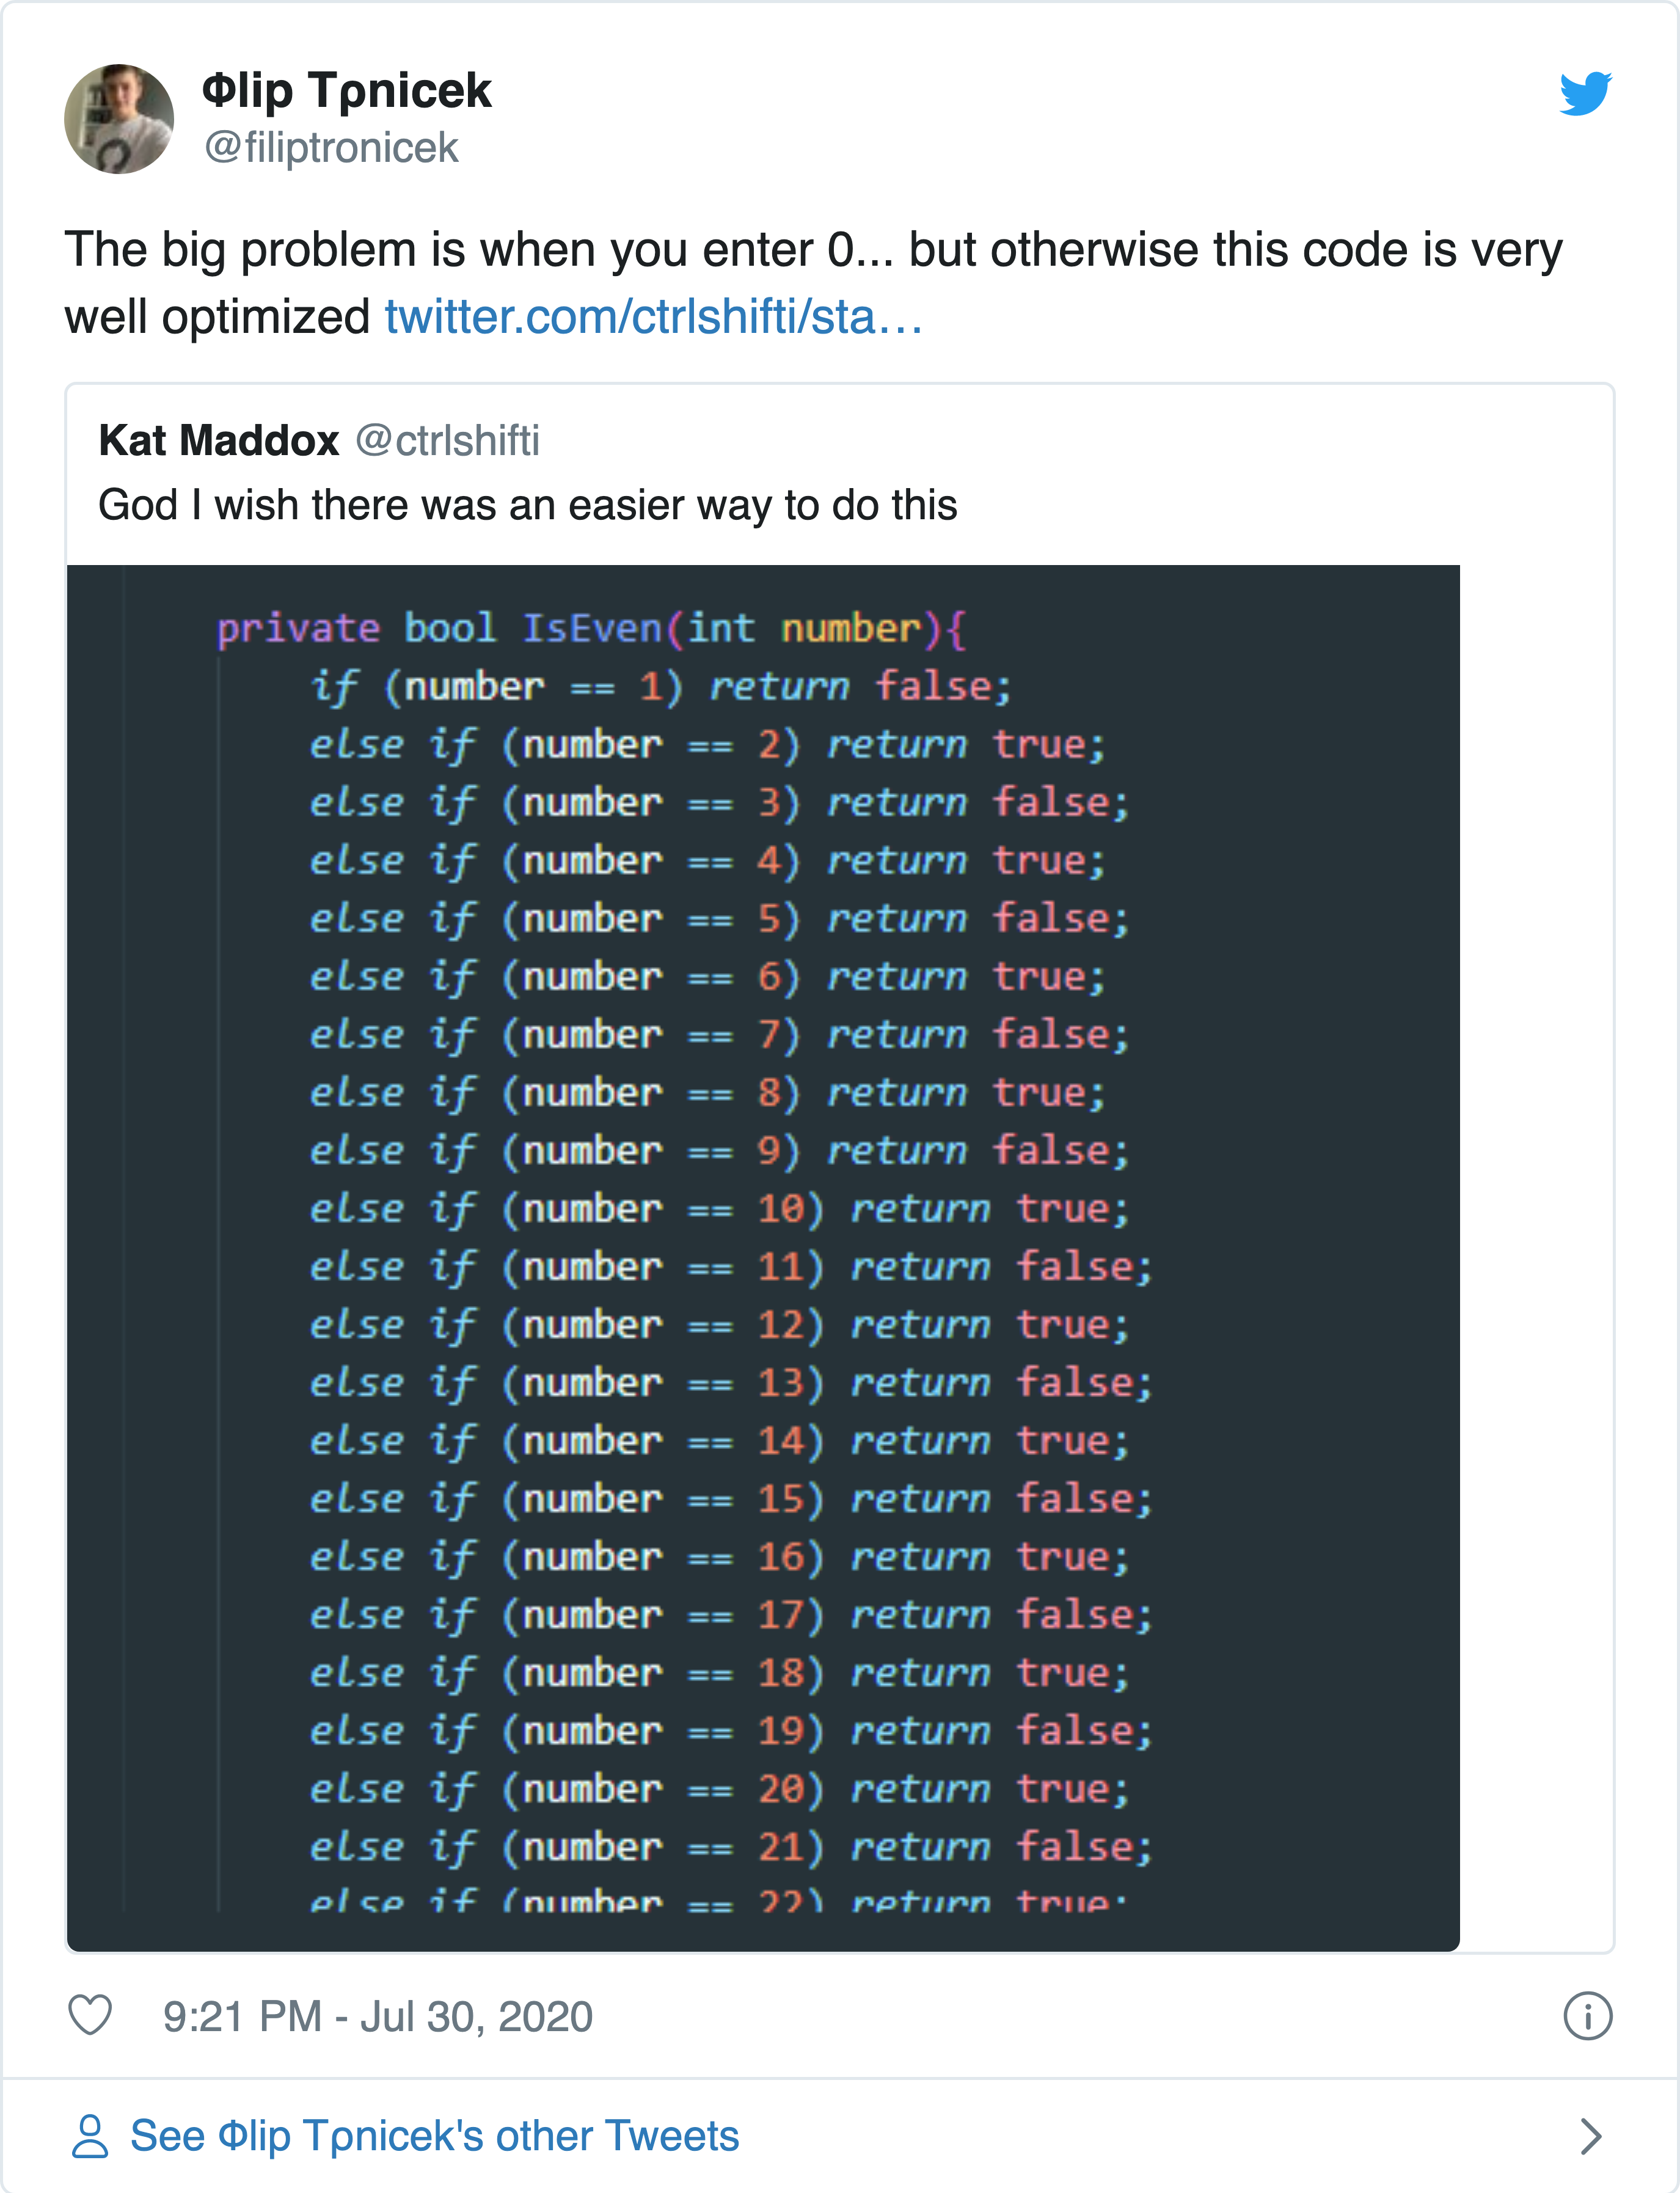 Φlip Tρnicek
@filiptronicek
The big problem is when you enter 0... but otherwise this code is very
well optimized twitter.com/ctrlshifti/sta…
Kat Maddox @ctrlshifti
God I wish there was an easier way to do this
private bool IsEven(int number){
if (number == 1) return false;
else if (number == 2) return true;
else if (number == 3) return false;
else if (number == 4) return true;
else if (number == 5) return false;
else if (number == 6) return true;
else if (number == 7) return false;
else if (number == 8) return true;
else if (number == 9) return false;
else if (number == 10) return true;
else if (number == 11) return false;
else if (number == 12) return true;
else if (number == 13) return false;
else if (number == 14) return true;
else if (number == 15) return false;
else if (number == 16) return true;
else if (number == 17) return false;
else if (number == 18) return true;
else if (number == 19) return false;
else if (number == 20) return true;
else if (number == 21) return false;
else if (number == 22) return true;
9:21 PM - Jul 30, 2020
See Φlip Tρnicek's other Tweets